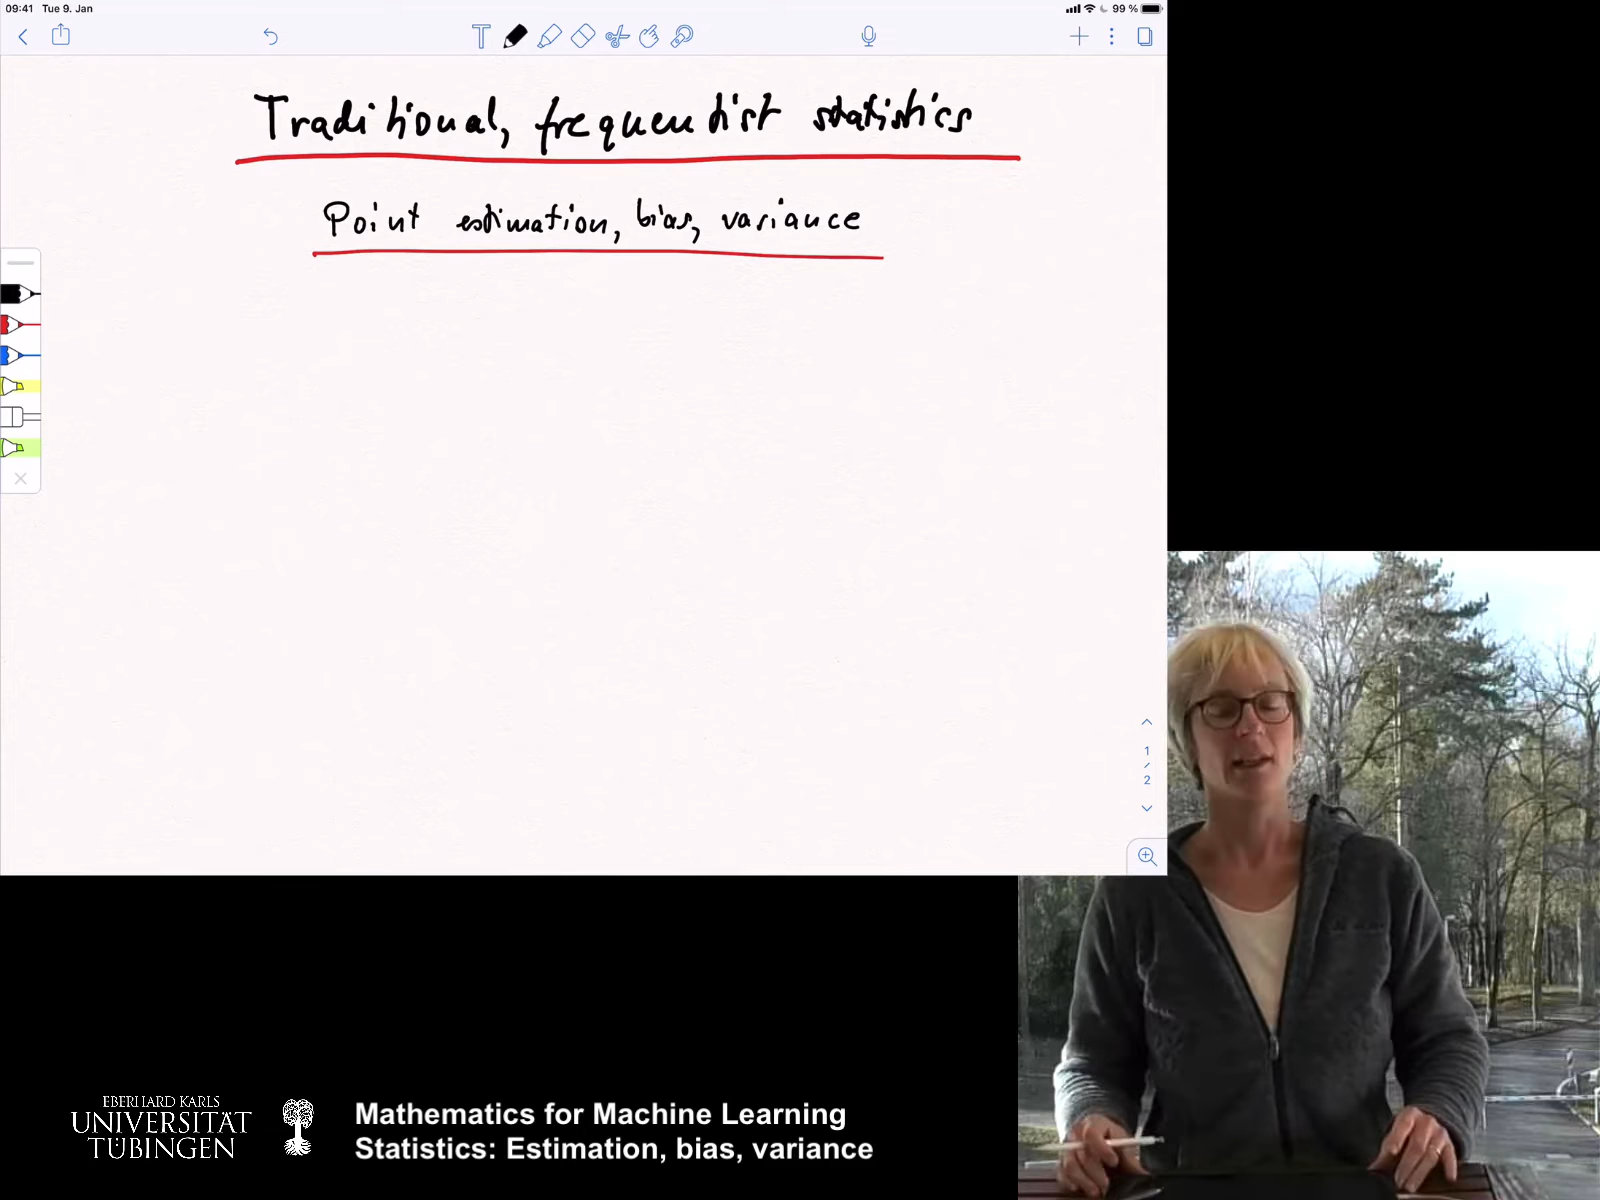 09:41 Tue 9. Jan 99 %
Traditional, frequentist statistics
Point estimation, bias, variance
1
2
EBERHARD KARLS
UNIVERSITÄT
TÜBINGEN
Mathematics for Machine Learning
Statistics: Estimation, bias, variance